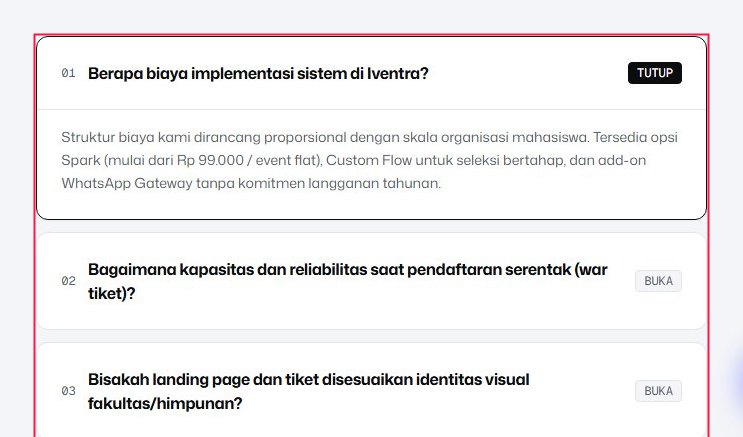 01 Berapa biaya implementasi sistem di Iventra? TUTUP
Struktur biaya kami dirancang proporsional dengan skala organisasi mahasiswa. Tersedia opsi
Spark (mulai dari Rp 99.000 / event flat), Custom Flow untuk seleksi bertahap, dan add-on
WhatsApp Gateway tanpa komitmen langganan tahunan.
02 Bagaimana kapasitas dan reliabilitas saat pendaftaran serentak (war
tiket)?
BUKA
03 Bisakah landing page dan tiket disesuaikan identitas visual
fakultas/himpunan?
BUKA